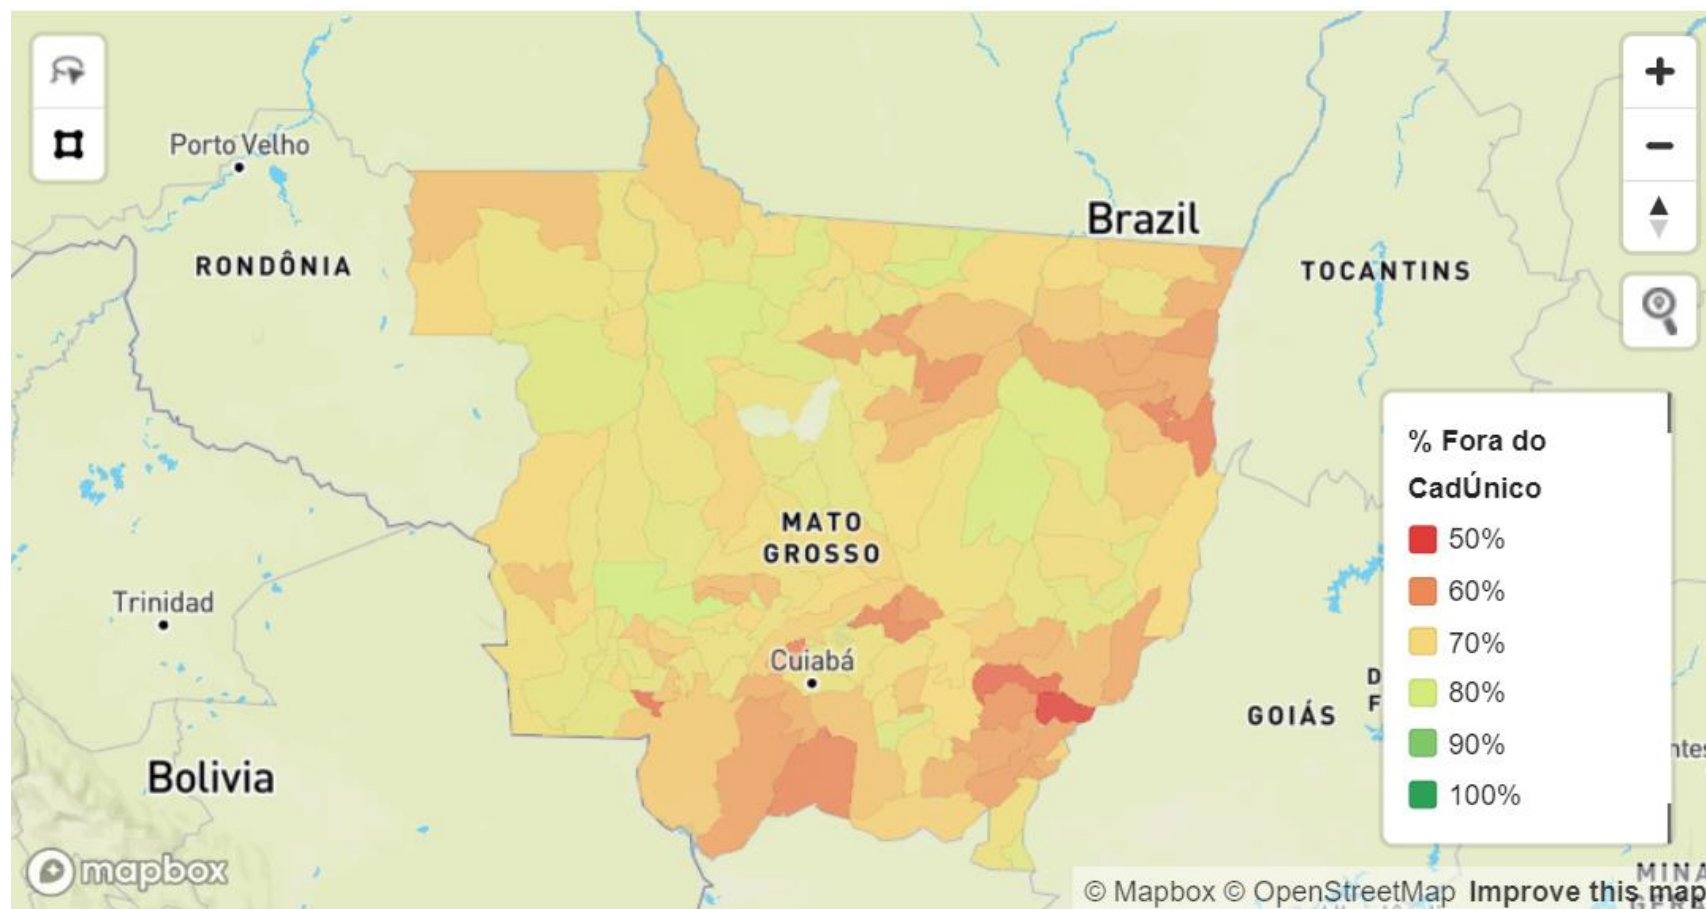 Porto Velho
Brazil
RONDÔNIA
TOCANTINS
% Fora do
CadÚnico
50%
60%
70%
80%
90%
100%
MATO
GROSSO
Trinidad
Cuiabá
GOIÁS
D
F
Bolivia
mapbox
© Mapbox © OpenStreetMap Improve this map
MINA